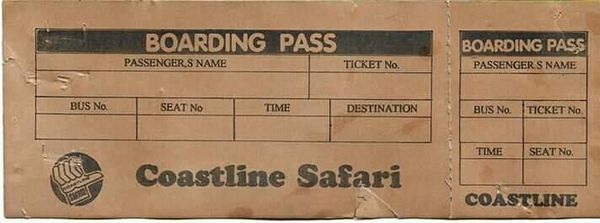 BOARDING PASS
PASSENGER,S NAME TICKET No.
BUS No. SEAT No TIME DESTINATION
Coastline Safari
COASTLINE
BOARDING PASS
PASSENGER,S NAME
BUS No. TICKET No.
TIME SEAT No.
COASTLINE